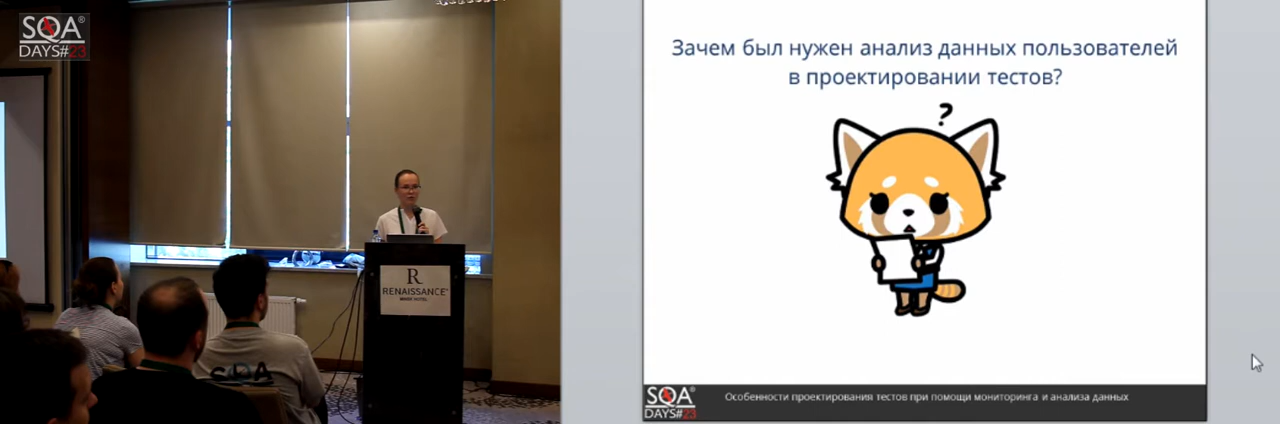 SQA®
DAYS#23
R
RENAISSANCE®
SQA
Зачем был нужен анализ данных пользователей
в проектировании тестов?
?
SQA®
DAYS#23
Особенности проектирования тестов при помощи мониторинга и анализа данных